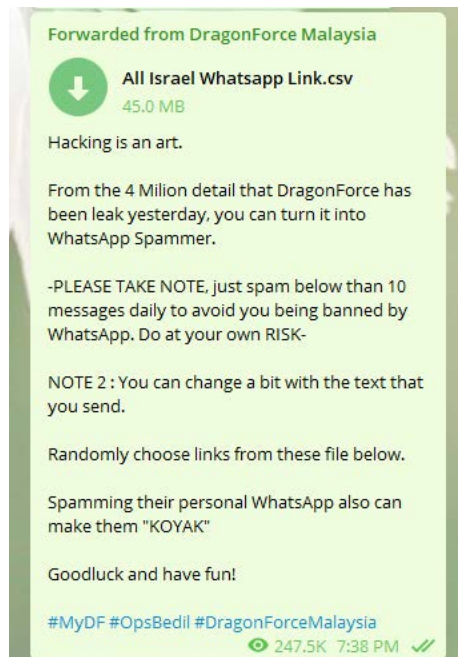 Forwarded from DragonForce Malaysia
All Israel Whatsapp Link.csv
45.0 MB
Hacking is an art.
From the 4 Milion detail that DragonForce has
been leak yesterday, you can turn it into
WhatsApp Spammer.
-PLEASE TAKE NOTE, just spam below than 10
messages daily to avoid you being banned by
WhatsApp. Do at your own RISK-
NOTE 2 : You can change a bit with the text that
you send.
Randomly choose links from these file below.
Spamming their personal WhatsApp also can
make them "KOYAK"
Goodluck and have fun!
#MyDF #OpsBedil #DragonForceMalaysia
247.5K 7:38 PM